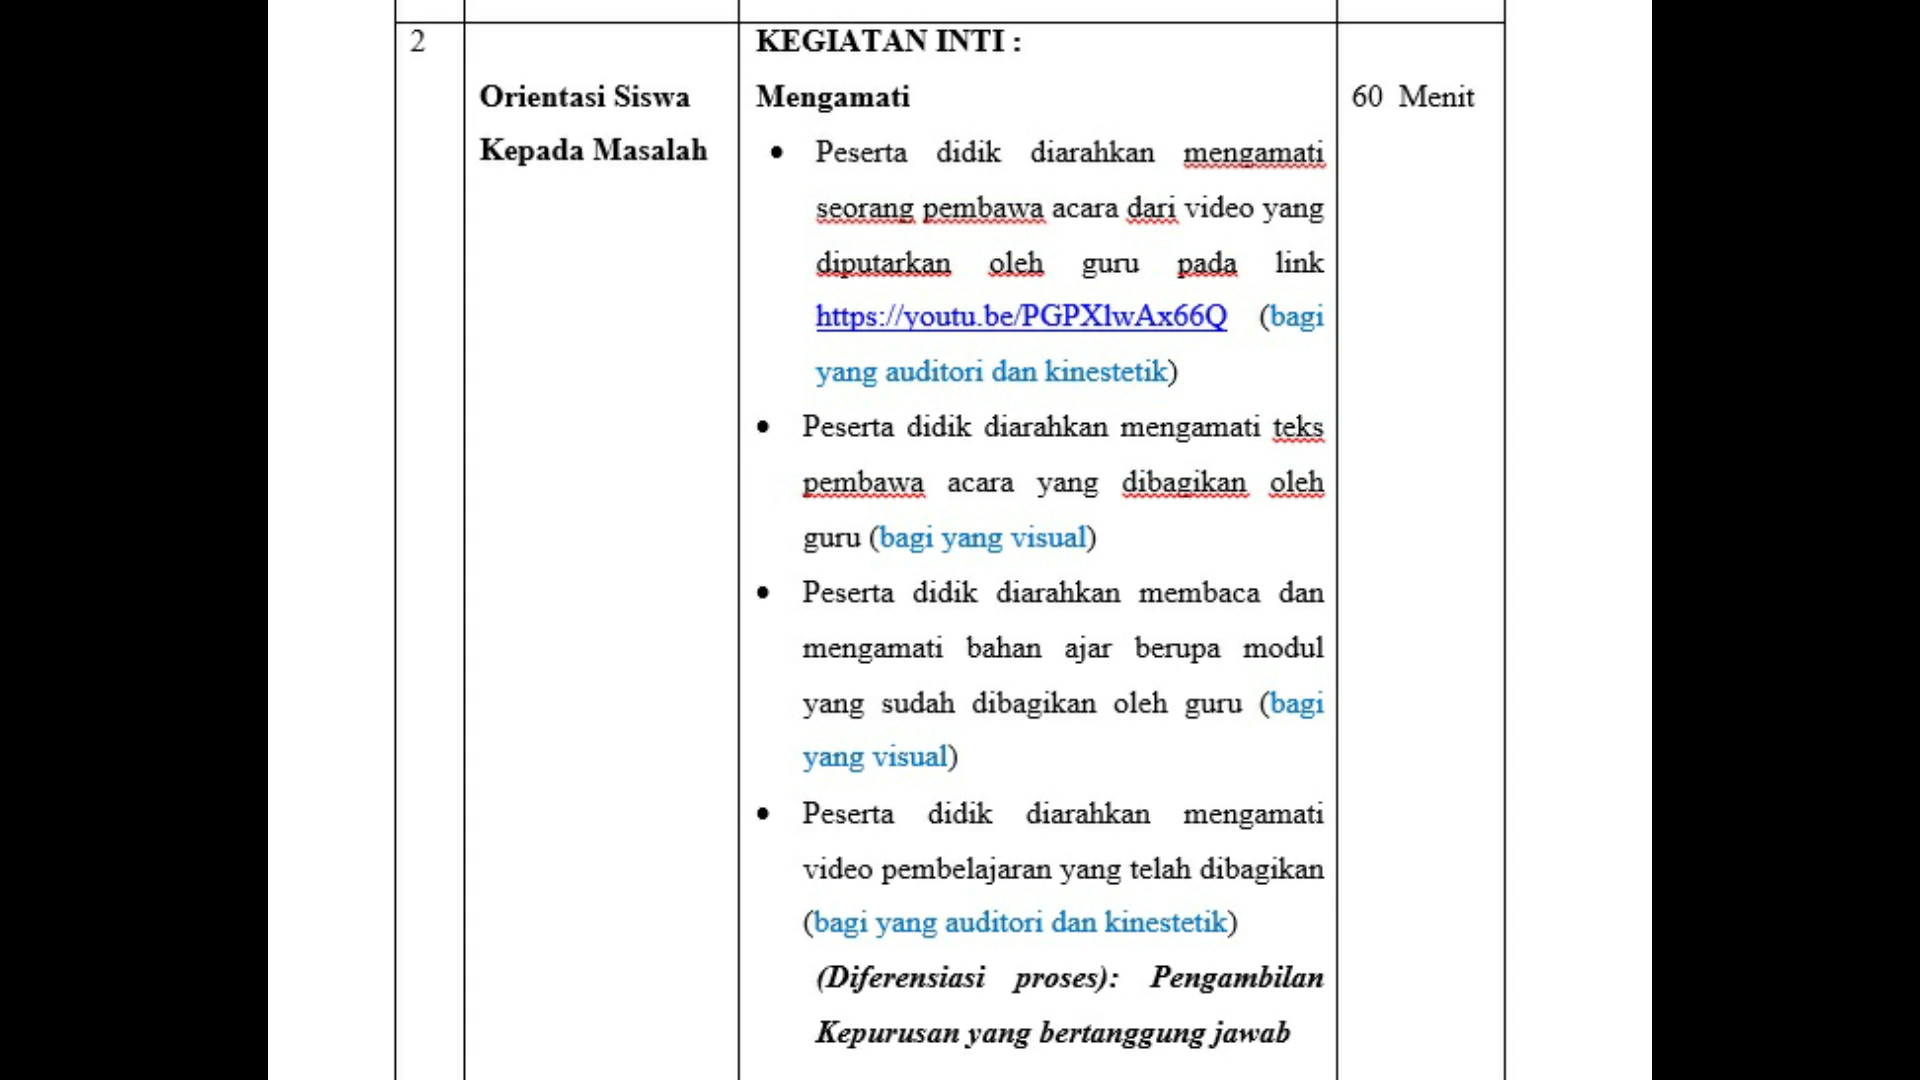 2
KEGIATAN INTI :
Orientasi Siswa
Kepada Masalah
Mengamati
60 Menit
• Peserta didik diarahkan mengamati
seorang pembawa acara dari video yang
diputarkan oleh guru pada link
https://youtu.be/PGPXlwAx66Q (bagi
yang auditori dan kinestetik)
• Peserta didik diarahkan mengamati teks
pembawa acara yang dibagikan oleh
guru (bagi yang visual)
• Peserta didik diarahkan membaca dan
mengamati bahan ajar berupa modul
yang sudah dibagikan oleh guru (bagi
yang visual)
• Peserta didik diarahkan mengamati
video pembelajaran yang telah dibagikan
(bagi yang auditori dan kinestetik)
(Diferensiasi proses): Pengambilan
Kepurusan yang bertanggung jawab